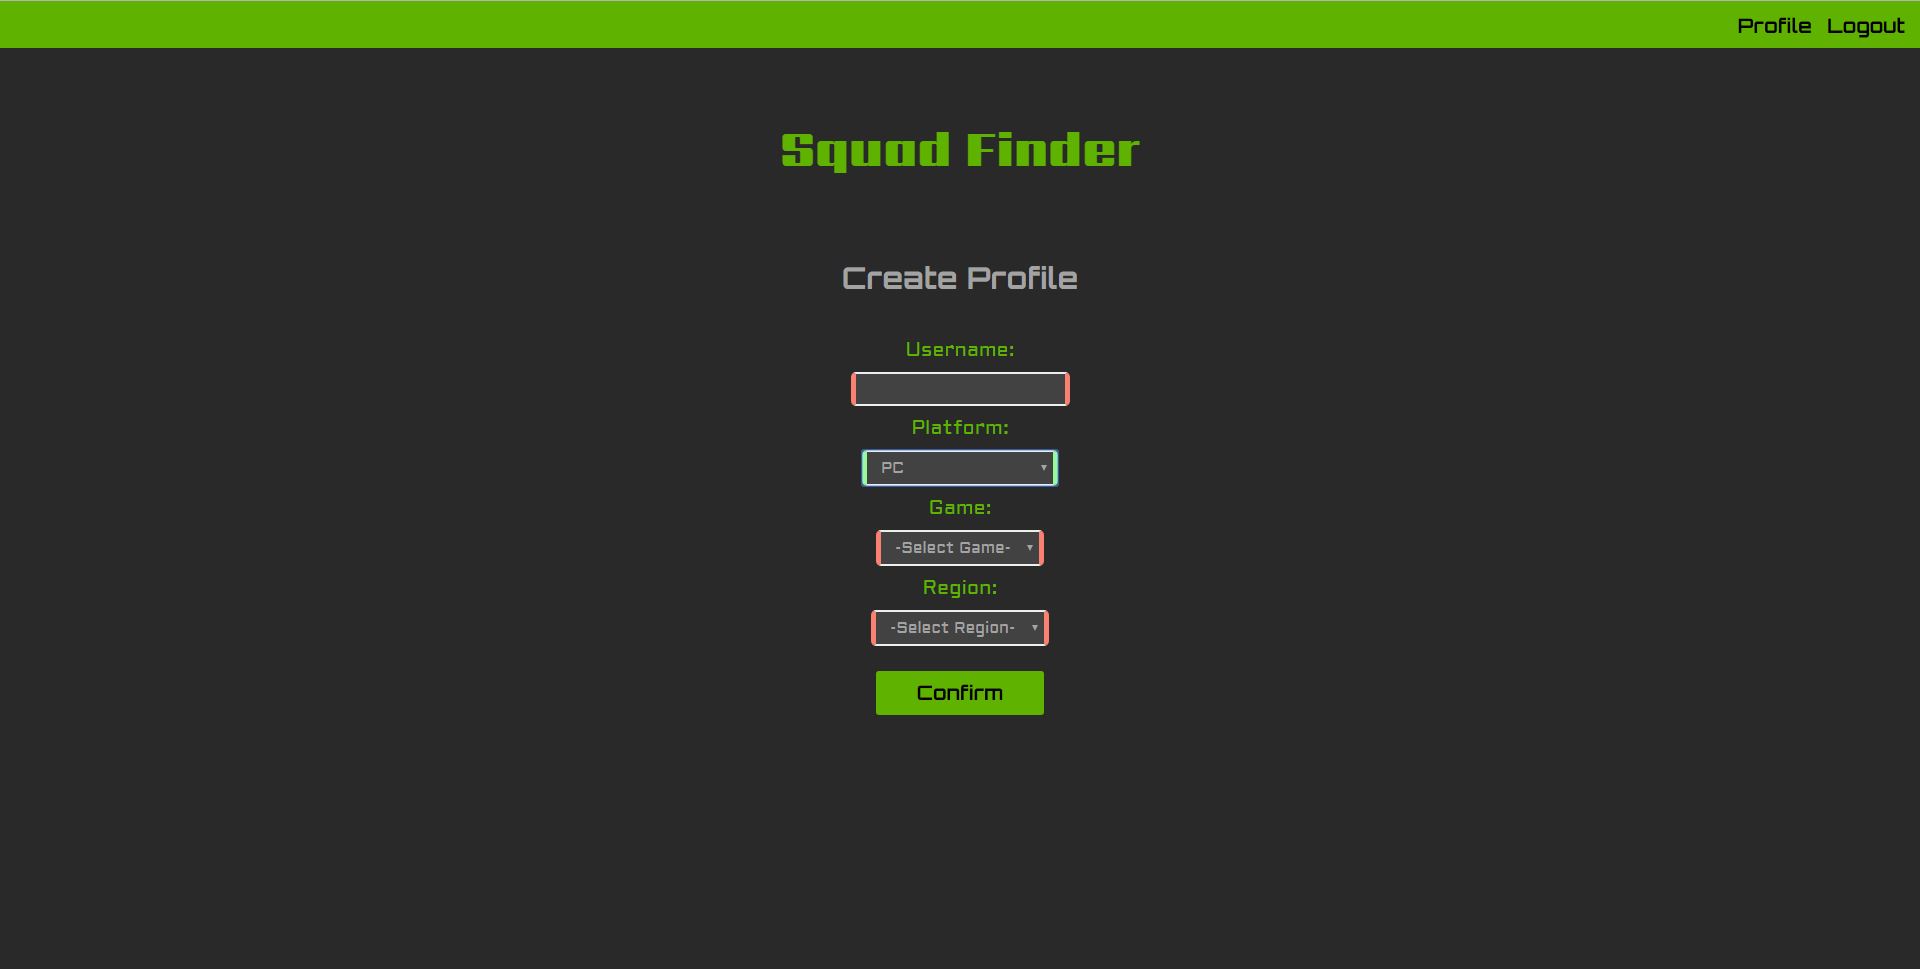 Profile Logout
Squad Finder
Create Profile
Username:
Platform:
PC
Game:
-Select Game-
Region:
-Select Region-
Confirm